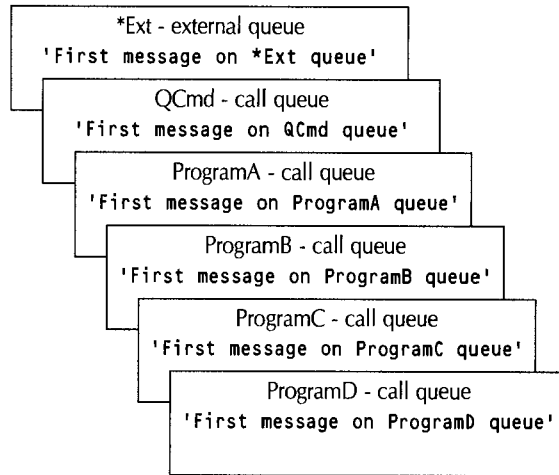 *Ext - external queue
'First message on *Ext queue'
QCmd - call queue
'First message on QCmd queue'
ProgramA - call queue
'First message on ProgramA queue'
ProgramB - call queue
'First message on ProgramB queue'
ProgramC - call queue
'First message on ProgramC queue'
ProgramD - call queue
'First message on ProgramD queue'